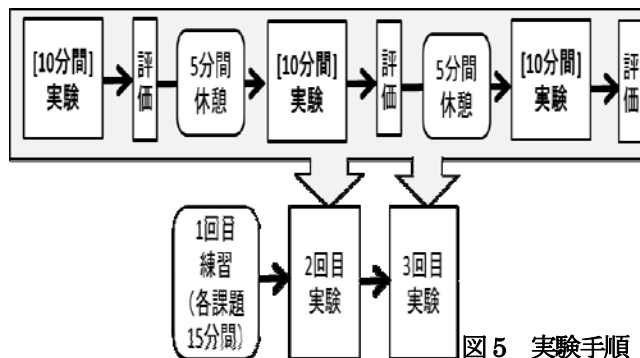 [10分間]
実験
評
価
5分間
休憩
[10分間]
実験
評
価
5分間
休憩
[10分間]
実験
評
価
1回目
練習
(各課題
15分間)
2回目
実験
3回目
実験
図5 実験手順